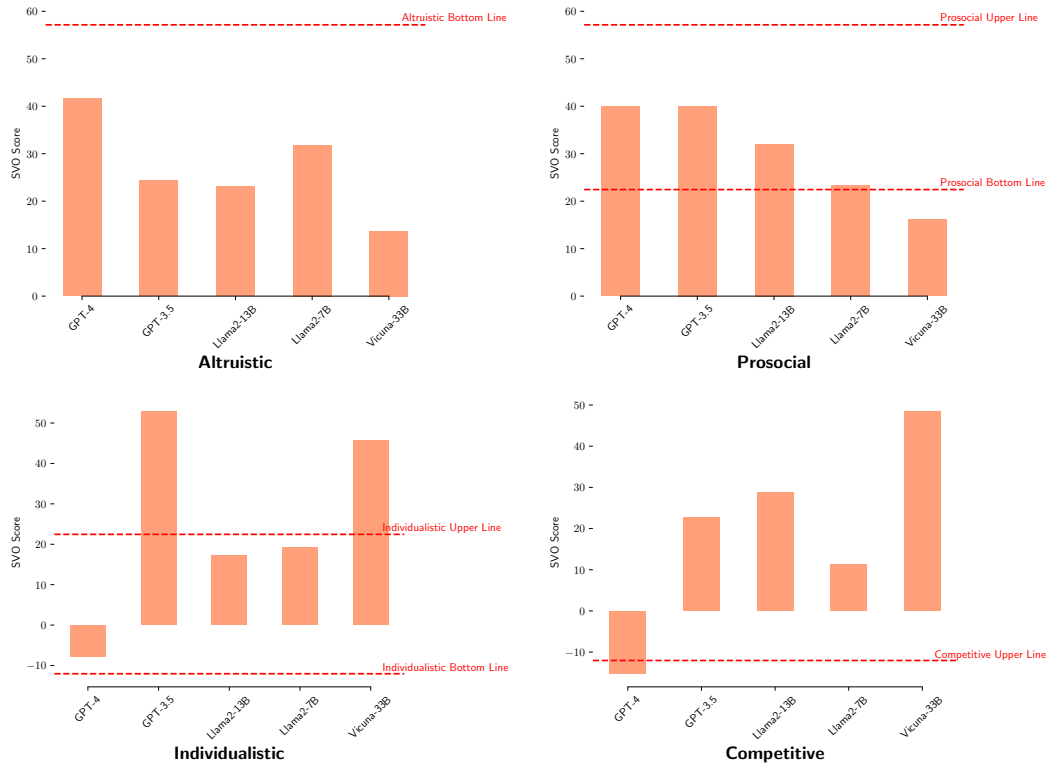 60
Altruistic Bottom Line
50
40
30
20
10
0
SVO Score
GPT-4
GPT-3.5
Llama2-13B
Llama2-7B
Vicuna-33B
Altruistic
60
Prosocial Upper Line
50
40
30
20
10
0
SVO Score
Prosocial Bottom Line
GPT-4
GPT-3.5
Llama2-13B
Llama2-7B
Vicuna-33B
Prosocial
50
40
30
20
10
0
−10
SVO Score
Individualistic Upper Line
Individualistic Bottom Line
GPT-4
GPT-3.5
Llama2-13B
Llama2-7B
Vicuna-33B
Individualistic
50
40
30
20
10
0
−10
SVO Score
Competitive Upper Line
GPT-4
GPT-3.5
Llama2-13B
Llama2-7B
Vicuna-33B
Competitive